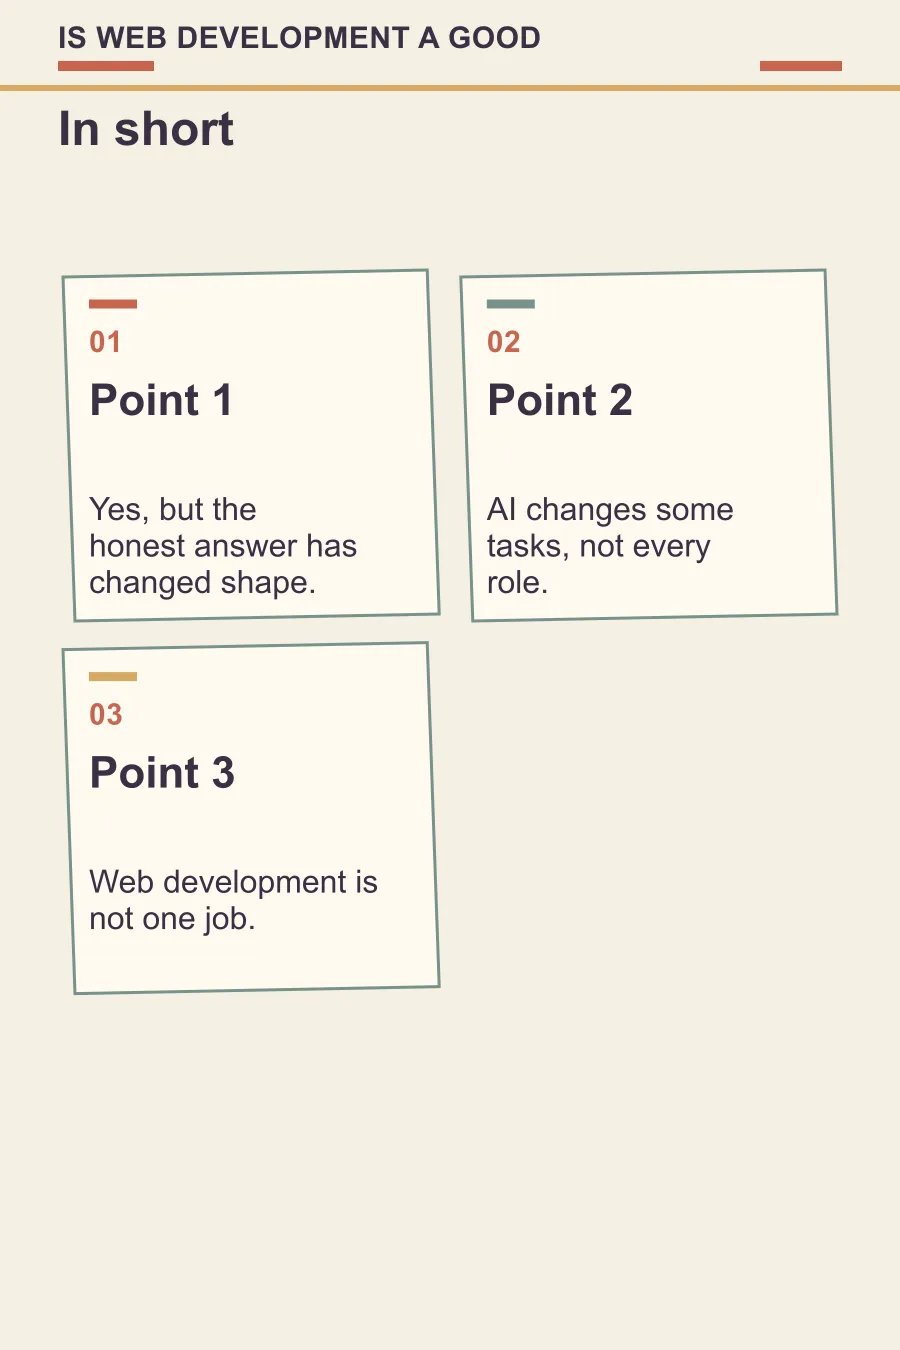 IS WEB DEVELOPMENT A GOOD
In short
01
Point 1
Yes, but the
honest answer has
changed shape.
02
Point 2
AI changes some
tasks, not every
role.
03
Point 3
Web development is
not one job.